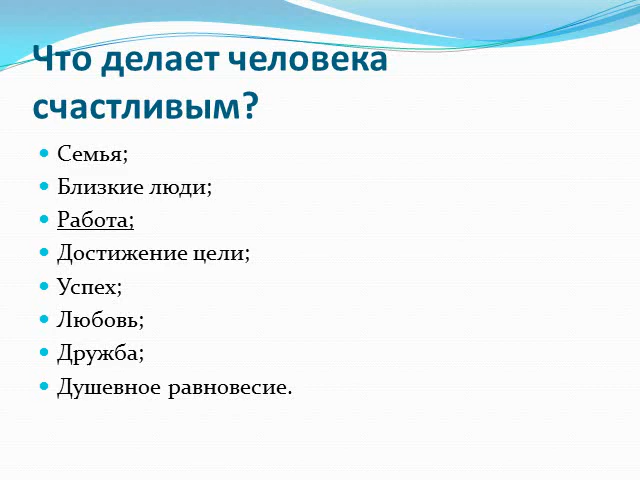 Что делает человека
счастливым?
Семья;
Близкие люди;
Работа;
Достижение цели;
Успех;
Любовь;
Дружба;
Душевное равновесие.